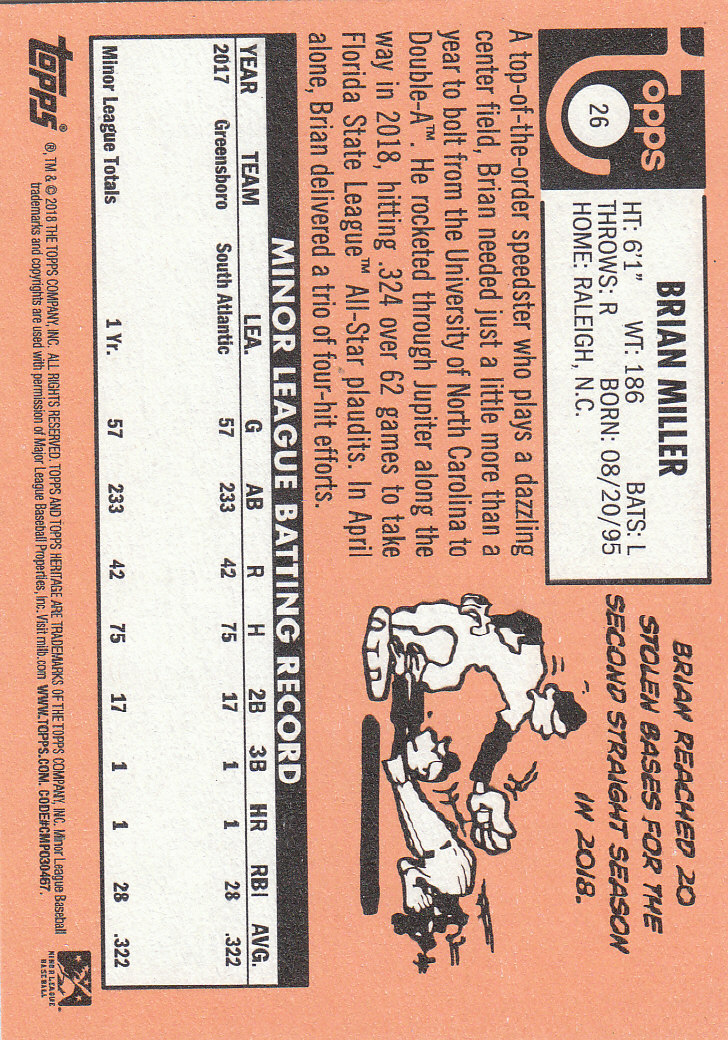 topps
26
BRIAN MILLER
HT: 6'1" WT: 186 BATS: L
THROWS: R BORN: 08/20/95
HOME: RALEIGH, N.C.
BRIAN REACHED 20
STOLEN BASES FOR THE
SECOND STRAIGHT SEASON
IN 2018.
A top-of-the-order speedster who plays a dazzling
center field, Brian needed just a little more than a
year to bolt from the University of North Carolina to
Double-A™. He rocketed through Jupiter along the
way in 2018, hitting .324 over 62 games to take
Florida State League™ All-Star plaudits. In April
alone, Brian delivered a trio of four-hit efforts.
MINOR LEAGUE BATTING RECORD
YEAR TEAM LEA. G AB R H 2B 3B HR RBI AVG.
2017 Greensboro South Atlantic 57 233 42 75 17 1 1 28 .322
Minor League Totals 1 Yr. 57 233 42 75 17 1 1 28 .322
topps® ®, TM & © 2018 THE TOPPS COMPANY, INC. ALL RIGHTS RESERVED. TOPPS AND TOPPS HERITAGE ARE TRADEMARKS OF THE TOPPS COMPANY, INC. Minor League Baseball
trademarks and copyrights are used with permission of Major League Baseball Properties, Inc. Visit milb.com WWW.TOPPS.COM. CODE#CMP030467.
MINOR LEAGUE
BASEBALL